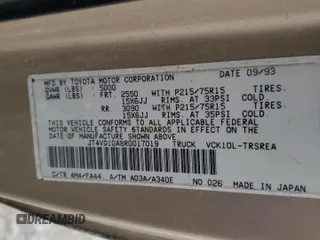 MFD BY TOYOTA MOTOR CORPORATION DATE 09/93
GVWR (LBS) 5000
GAWR (LBS) FRT 2550 WITH P215/75R15 TIRES,
15X6JJ RIMS, AT 33PSI COLD
RR 3090 WITH P215/75R15 TIRES,
15X6JJ RIMS, AT 35PSI COLD
THIS VEHICLE CONFORMS TO ALL APPLICABLE FEDERAL
MOTOR VEHICLE SAFETY STANDARDS IN EFFECT ON THE DATE
OF MANUFACTURE SHOWN ABOVE.
JT4VD10A8R0017019 TRUCK VCK10L-TRSREA
C/TR 4M4/FA44 A/TM A03A/A340E NO 026 MADE IN JAPAN